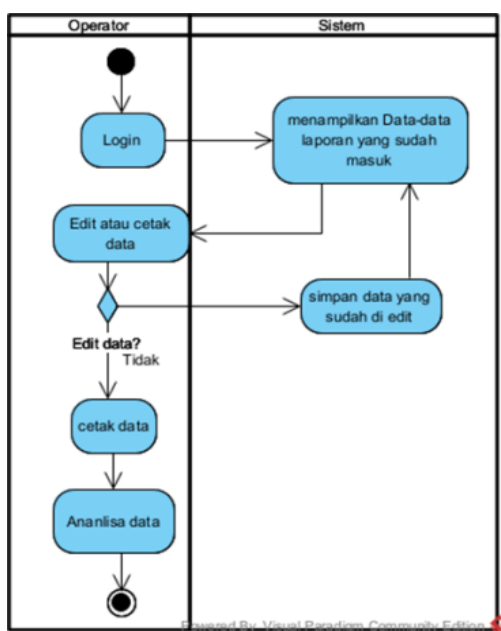 Operator
Sistem
Login
menampilkan Data-data
laporan yang sudah
masuk
Edit atau cetak
data
simpan data yang
sudah di edit
Edit data?
Tidak
cetak data
Ananlisa data
Powered By Visual Paradigm Community Edition